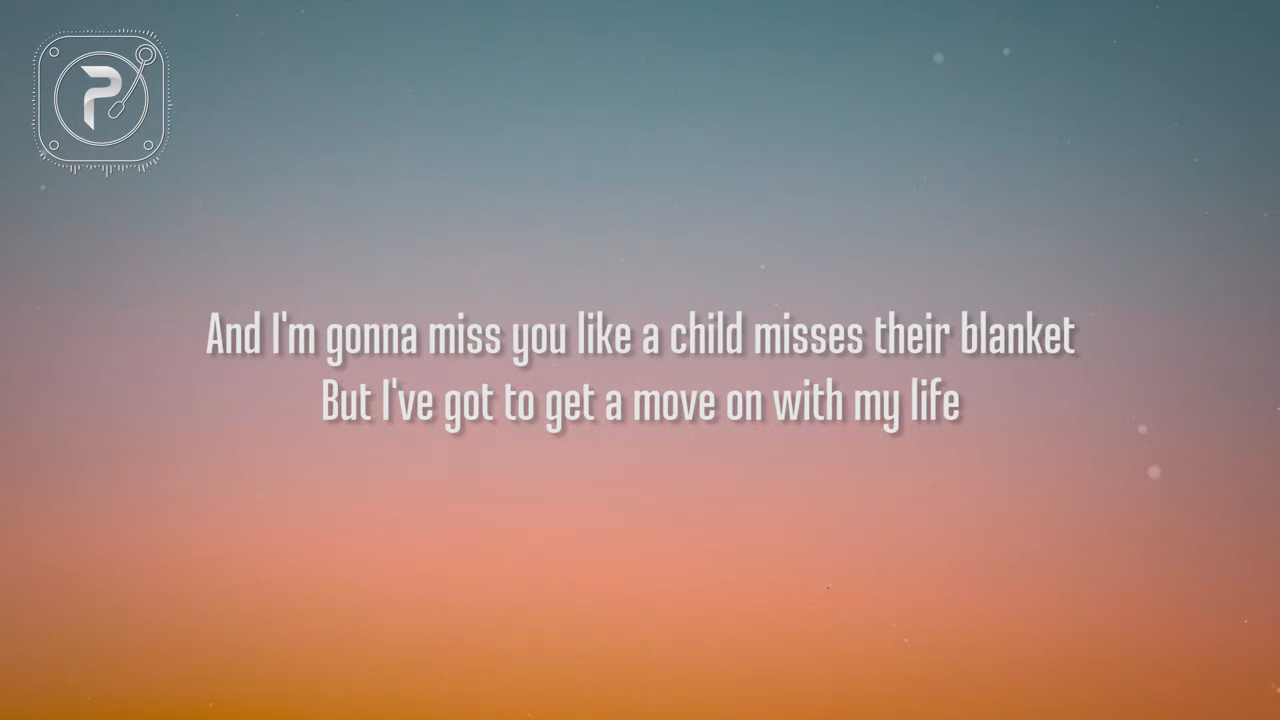 And I'm gonna miss you like a child misses their blanket
But I've got to get a move on with my life